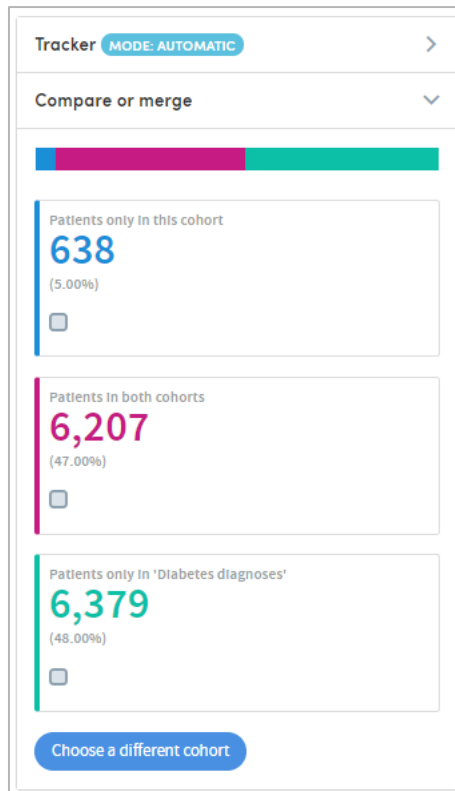 Tracker MODE: AUTOMATIC
Compare or merge
Patients only in this cohort
638
(5.00%)
Patients in both cohorts
6,207
(47.00%)
Patients only in 'Diabetes diagnoses'
6,379
(48.00%)
Choose a different cohort